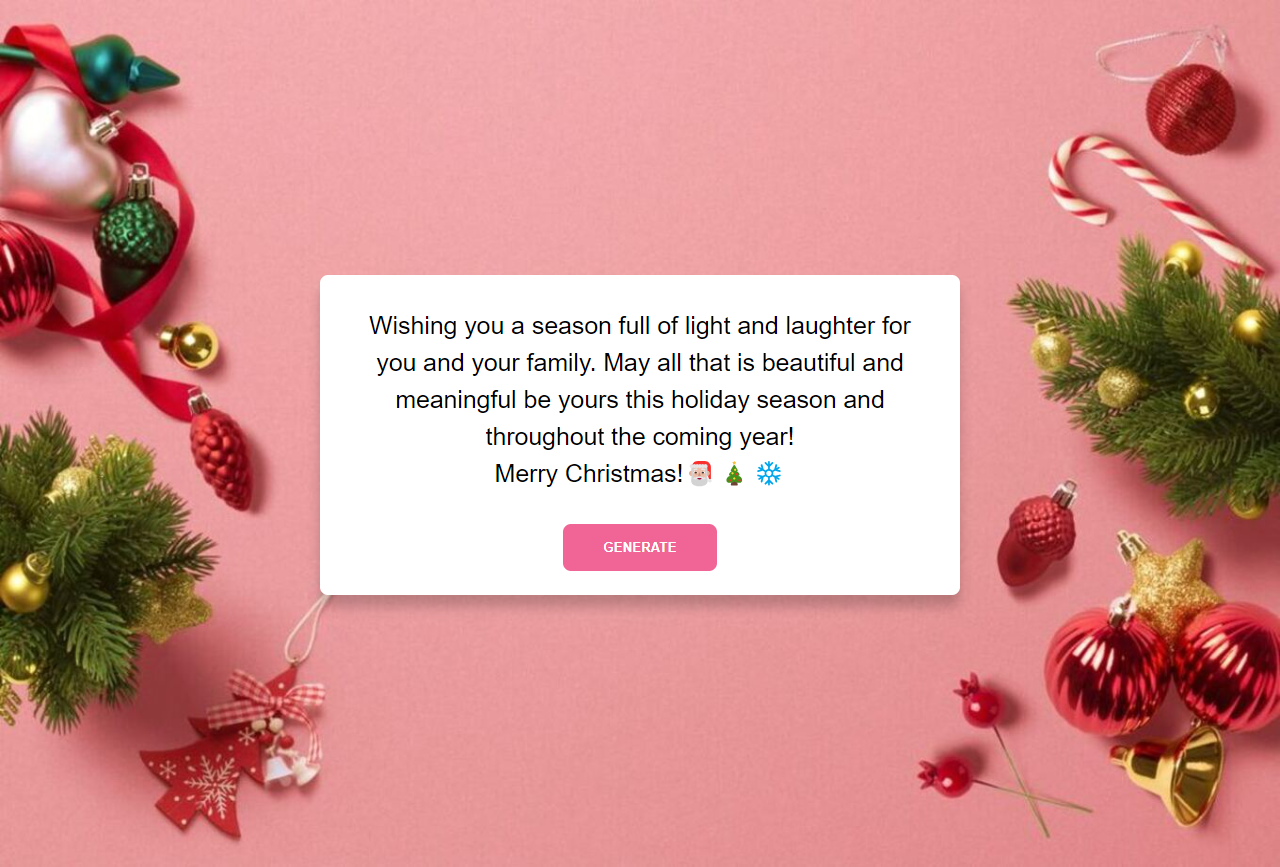 Wishing you a season full of light and laughter for
you and your family. May all that is beautiful and
meaningful be yours this holiday season and
throughout the coming year!
Merry Christmas!🎅🏻 🎄 ❄️
GENERATE